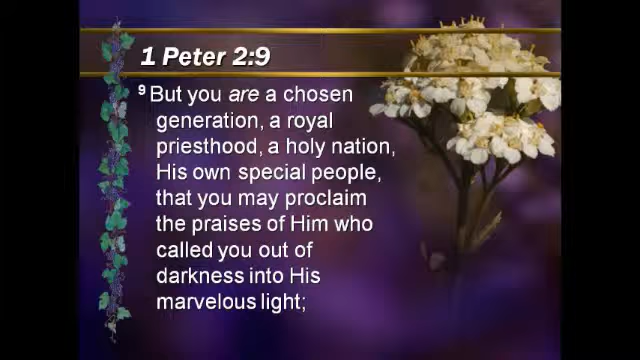 1 Peter 2:9
9 But you are a chosen
generation, a royal
priesthood, a holy nation,
His own special people,
that you may proclaim
the praises of Him who
called you out of
darkness into His
marvelous light;